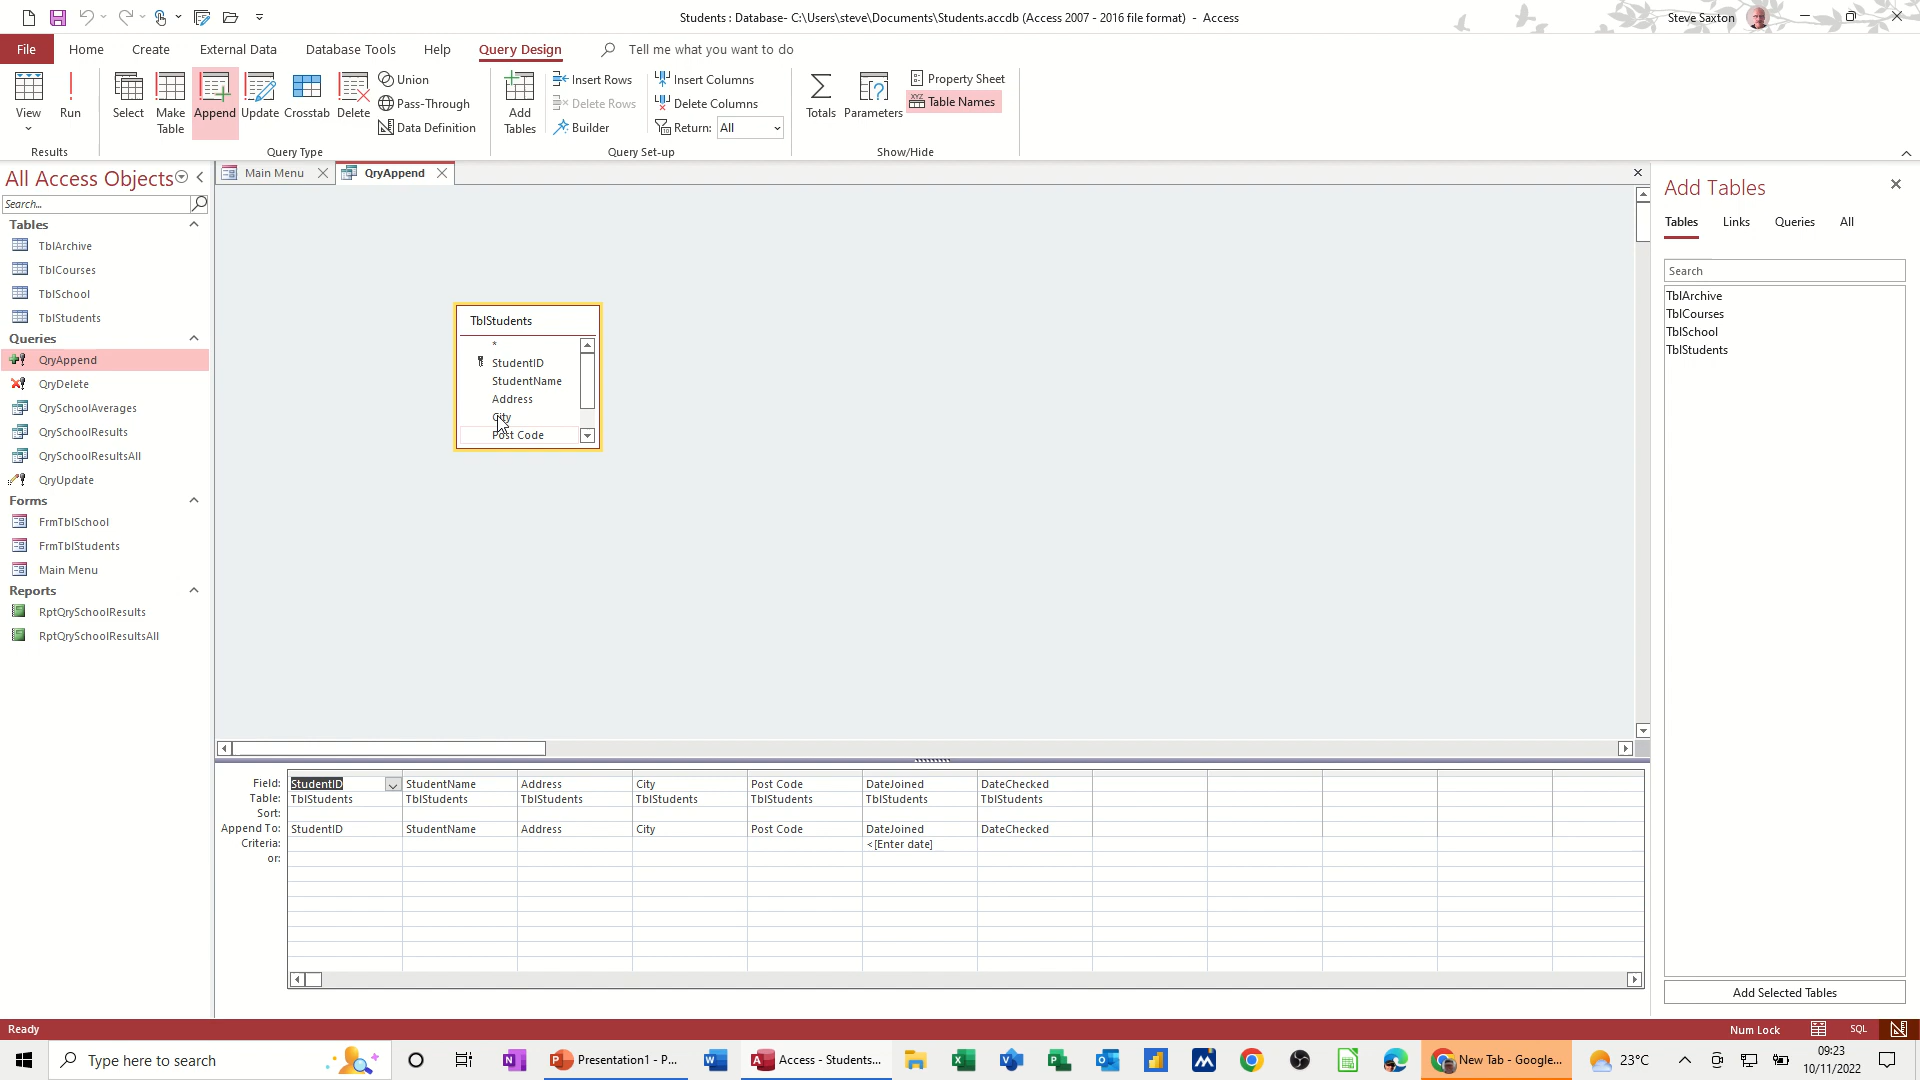 Students : Database- C:\Users\steve\Documents\Students.accdb (Access 2007 - 2016 file format) - Access
Steve Saxton
File
Home
Create
External Data
Database Tools
Help
Query Design
Tell me what you want to do
View
Run
Results
Select
Make Table
Append
Update
Crosstab
Delete
Union
Pass-Through
Data Definition
Query Type
Add Tables
Insert Rows
Delete Rows
Builder
Insert Columns
Delete Columns
Return: All
Query Set-up
Totals
Parameters
Property Sheet
Table Names
Show/Hide
All Access Objects
Search...
Tables
TblArchive
TblCourses
TblSchool
TblStudents
Queries
QryAppend
QryDelete
QrySchoolAverages
QrySchoolResults
QrySchoolResultsAll
QryUpdate
Forms
FrmTblSchool
FrmTblStudents
Main Menu
Reports
RptQrySchoolResults
RptQrySchoolResultsAll
Main Menu
QryAppend
TblStudents
*
StudentID
StudentName
Address
City
Post Code
Field: StudentID StudentName Address City Post Code DateJoined DateChecked
Table: TblStudents TblStudents TblStudents TblStudents TblStudents TblStudents TblStudents
Sort:
Append To: StudentID StudentName Address City Post Code DateJoined DateChecked
Criteria: <[Enter date]
or:
Add Tables
Tables Links Queries All
Search
TblArchive
TblCourses
TblSchool
TblStudents
Add Selected Tables
Ready
Num Lock
SQL
Type here to search
Presentation1 - P...
Access - Students...
New Tab - Google...
23°C
09:23
10/11/2022